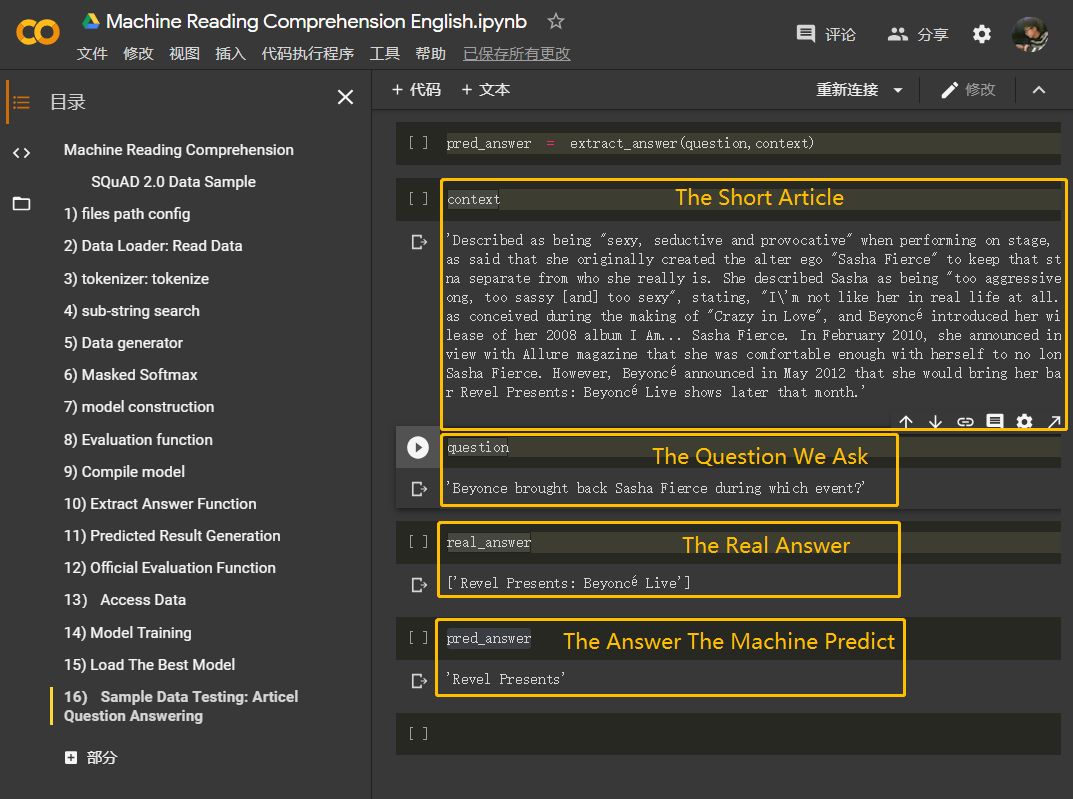 Machine Reading Comprehension English.ipynb
评论
分享
文件 修改 视图 插入 代码执行程序 工具 帮助 已保存所有更改
目录
+ 代码 + 文本
重新连接
修改
Machine Reading Comprehension
SQuAD 2.0 Data Sample
1) files path config
2) Data Loader: Read Data
3) tokenizer: tokenize
4) sub-string search
5) Data generator
6) Masked Softmax
7) model construction
8) Evaluation function
9) Compile model
10) Extract Answer Function
11) Predicted Result Generation
12) Official Evaluation Function
13) Access Data
14) Model Training
15) Load The Best Model
16) Sample Data Testing: Articel
Question Answering
部分
[ ] pred_answer = extract_answer(question,context)
[ ] context
The Short Article
'Described as being "sexy, seductive and provocative" when performing on stage,
as said that she originally created the alter ego "Sasha Fierce" to keep that st
na separate from who she really is. She described Sasha as being "too aggressive
ong, too sassy [and] too sexy", stating, "I\'m not like her in real life at all.
as conceived during the making of "Crazy in Love", and Beyoncé introduced her wi
lease of her 2008 album I Am... Sasha Fierce. In February 2010, she announced in
view with Allure magazine that she was comfortable enough with herself to no lon
Sasha Fierce. However, Beyoncé announced in May 2012 that she would bring her ba
r Revel Presents: Beyoncé Live shows later that month.'
question
The Question We Ask
'Beyonce brought back Sasha Fierce during which event?'
[ ] real_answer
The Real Answer
['Revel Presents: Beyoncé Live']
[ ] pred_answer
The Answer The Machine Predict
'Revel Presents'
[ ]